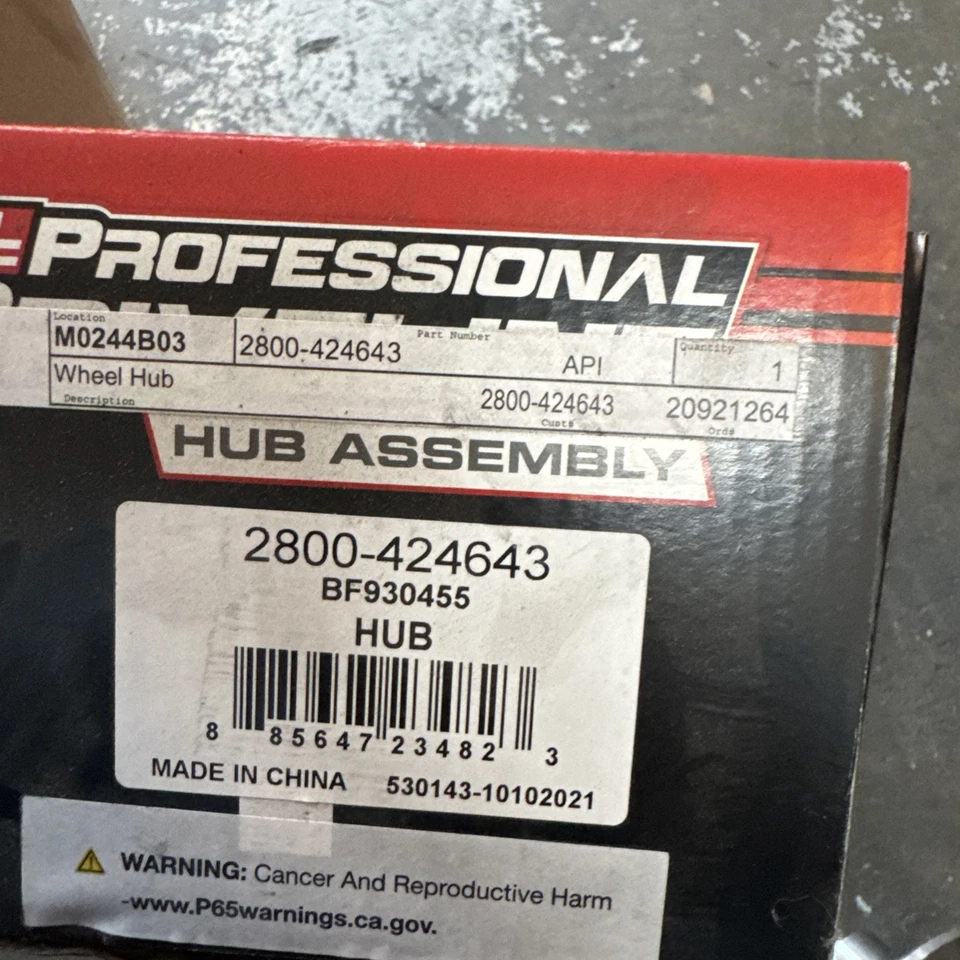 PROFESSIONAL
Location
M0244B03
2800-424643
Part Number
API
Quantity
1
Wheel Hub
Description
2800-424643
Cust#
20921264
Ord#
HUB ASSEMBLY
2800-424643
BF930455
HUB
8 85647 23482 3
MADE IN CHINA 530143-10102021
WARNING: Cancer And Reproductive Harm
-www.P65warnings.ca.gov.